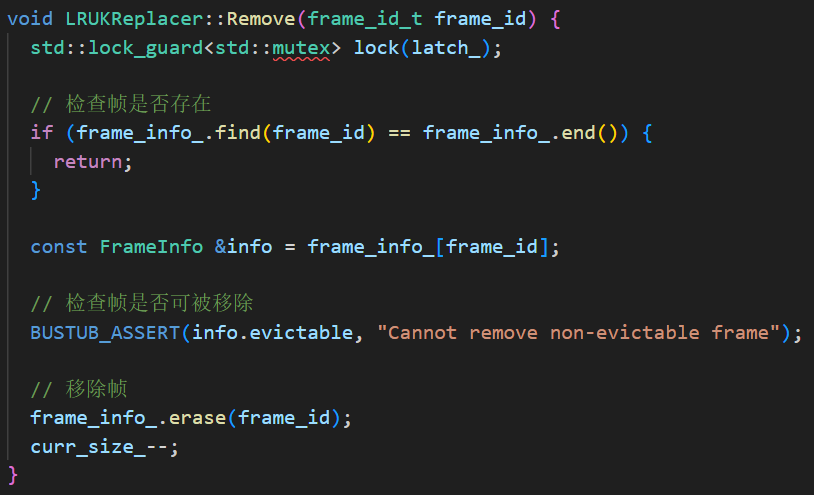 void LRUKReplacer::Remove(frame_id_t frame_id) {
  std::lock_guard<std::mutex> lock(latch_);
  // 检查帧是否存在
  if (frame_info_.find(frame_id) == frame_info_.end()) {
    return;
  }
  const FrameInfo &info = frame_info_[frame_id];
  // 检查帧是否可被移除
  BUSTUB_ASSERT(info.evictable, "Cannot remove non-evictable frame");
  // 移除帧
  frame_info_.erase(frame_id);
  curr_size_--;
}